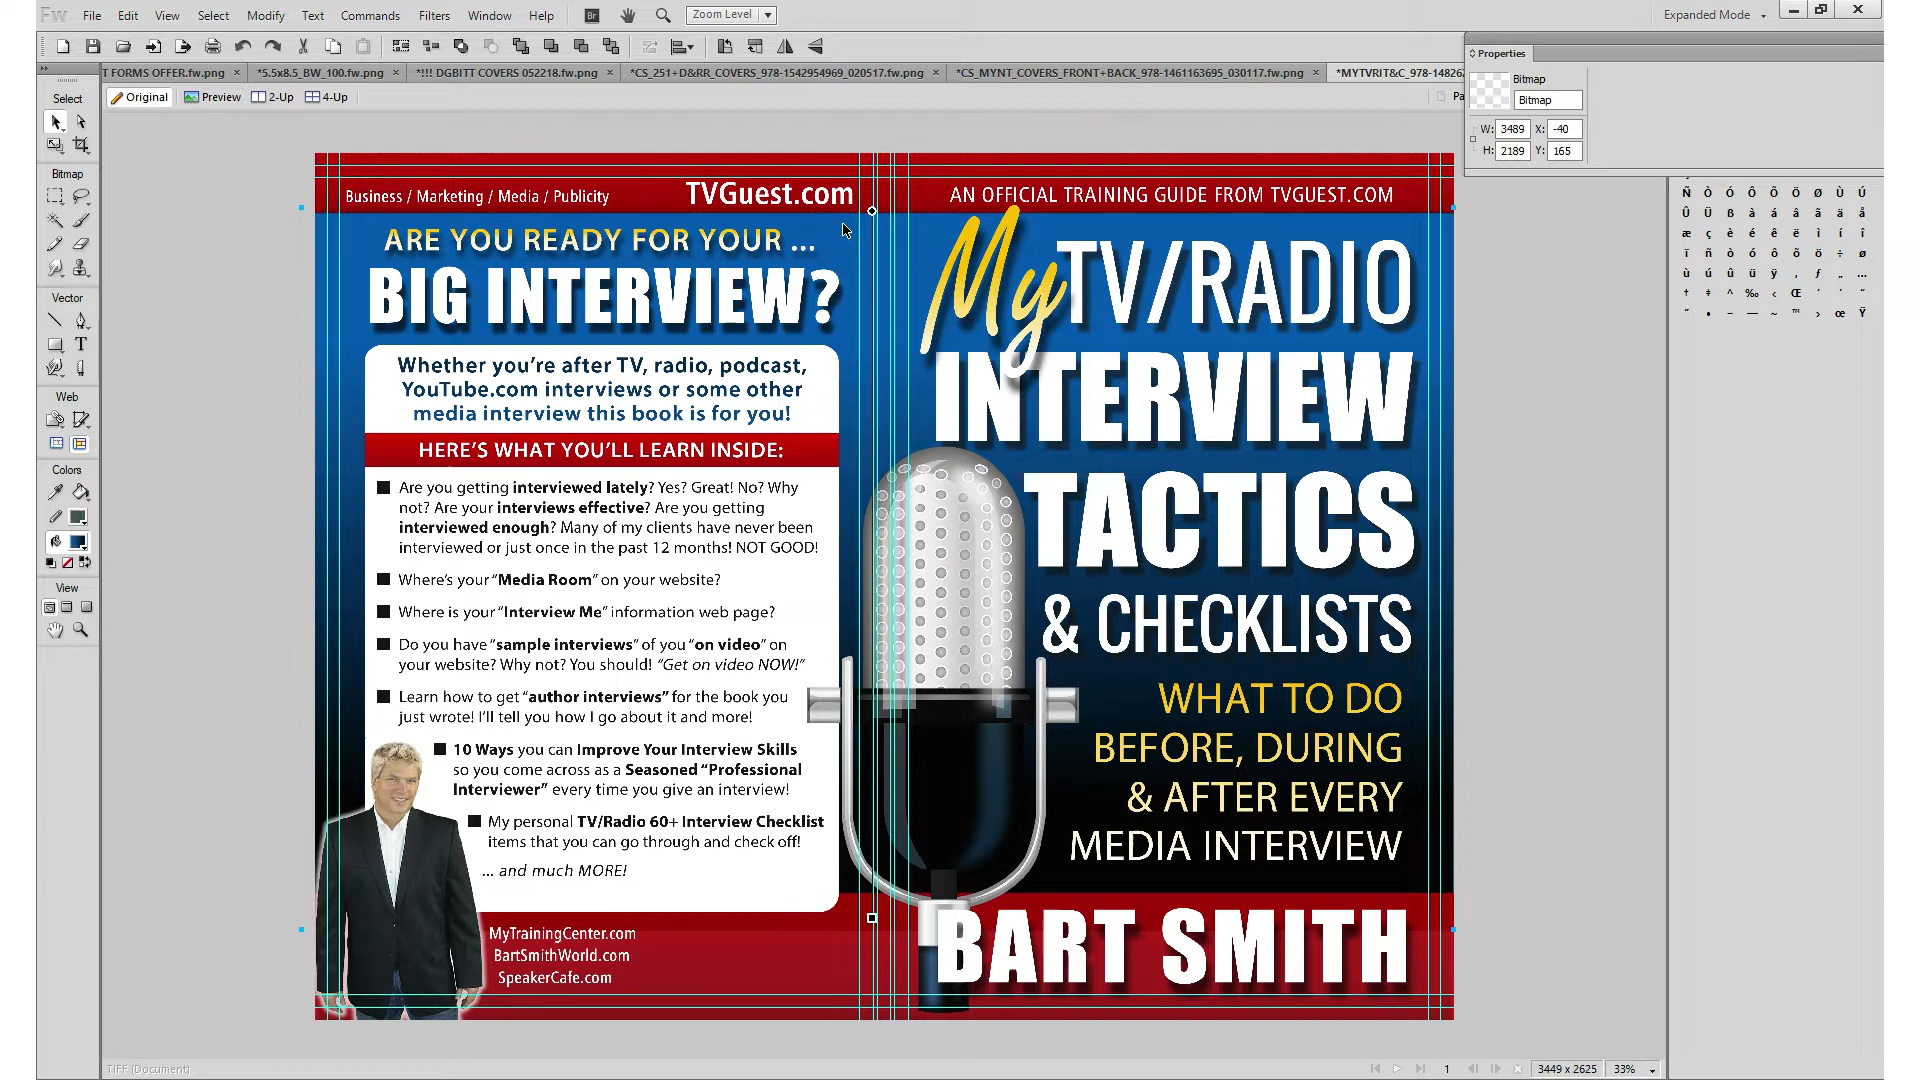 Fw File Edit View Select Modify Text Commands Filters Window Help Br Zoom Level Expanded Mode
T FORMS OFFER.fw.png × *5.5x8.5_BW_100.fw.png × *!!! DGBITT COVERS 052218.fw.png × *CS_251+D&RR_COVERS_978-1542954969_020517.fw.png × *CS_MYNT_COVERS_FRONT+BACK_978-1461163695_030117.fw.png × *MYTVRIT&C_978-14826
Original Preview 2-Up 4-Up Pa
Properties
Bitmap
Bitmap
W: 3489 X: -40
H: 2189 Y: 165
Select
Bitmap
Vector
Web
Colors
View
Business / Marketing / Media / Publicity TVGuest.com
ARE YOU READY FOR YOUR ...
BIG INTERVIEW?
Whether you're after TV, radio, podcast,
YouTube.com interviews or some other
media interview this book is for you!
HERE'S WHAT YOU'LL LEARN INSIDE:
Are you getting interviewed lately? Yes? Great! No? Why
not? Are your interviews effective? Are you getting
interviewed enough? Many of my clients have never been
interviewed or just once in the past 12 months! NOT GOOD!
Where's your "Media Room" on your website?
Where is your "Interview Me" information web page?
Do you have "sample interviews" of you "on video" on
your website? Why not? You should! "Get on video NOW!"
Learn how to get "author interviews" for the book you
just wrote! I'll tell you how I go about it and more!
10 Ways you can Improve Your Interview Skills
so you come across as a Seasoned "Professional
Interviewer" every time you give an interview!
My personal TV/Radio 60+ Interview Checklist
items that you can go through and check off!
... and much MORE!
MyTrainingCenter.com
BartSmithWorld.com
SpeakerCafe.com
AN OFFICIAL TRAINING GUIDE FROM TVGUEST.COM
My TV/RADIO
INTERVIEW
TACTICS
& CHECKLISTS
WHAT TO DO
BEFORE, DURING
& AFTER EVERY
MEDIA INTERVIEW
BART SMITH
Ñ Ò Ó Ô Õ Ö Ø Ù Ú
Û Ü ß à á â ã ä å
æ ç è é ê ë ì í î
ï ñ ò ó ô õ ö ÷ ø
ù ú û ü ÿ ‚ ƒ „ …
† ‡ ^ ‰ ‹ Œ
• – — ~ ™ › œ Ÿ
TIFF (Document) 1 3449 x 2625 33%